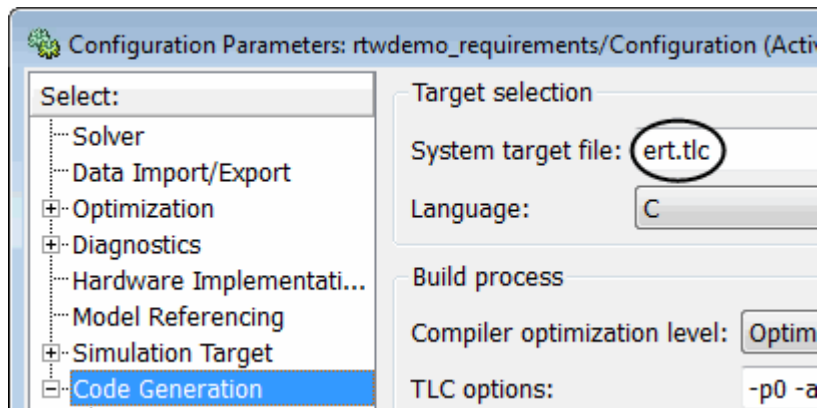 Configuration Parameters: rtwdemo_requirements/Configuration (Activ
Select:
Solver
Data Import/Export
Optimization
Diagnostics
Hardware Implementati...
Model Referencing
Simulation Target
Code Generation
Target selection
System target file: ert.tlc
Language: C
Build process
Compiler optimization level: Optim
TLC options: -p0 -a